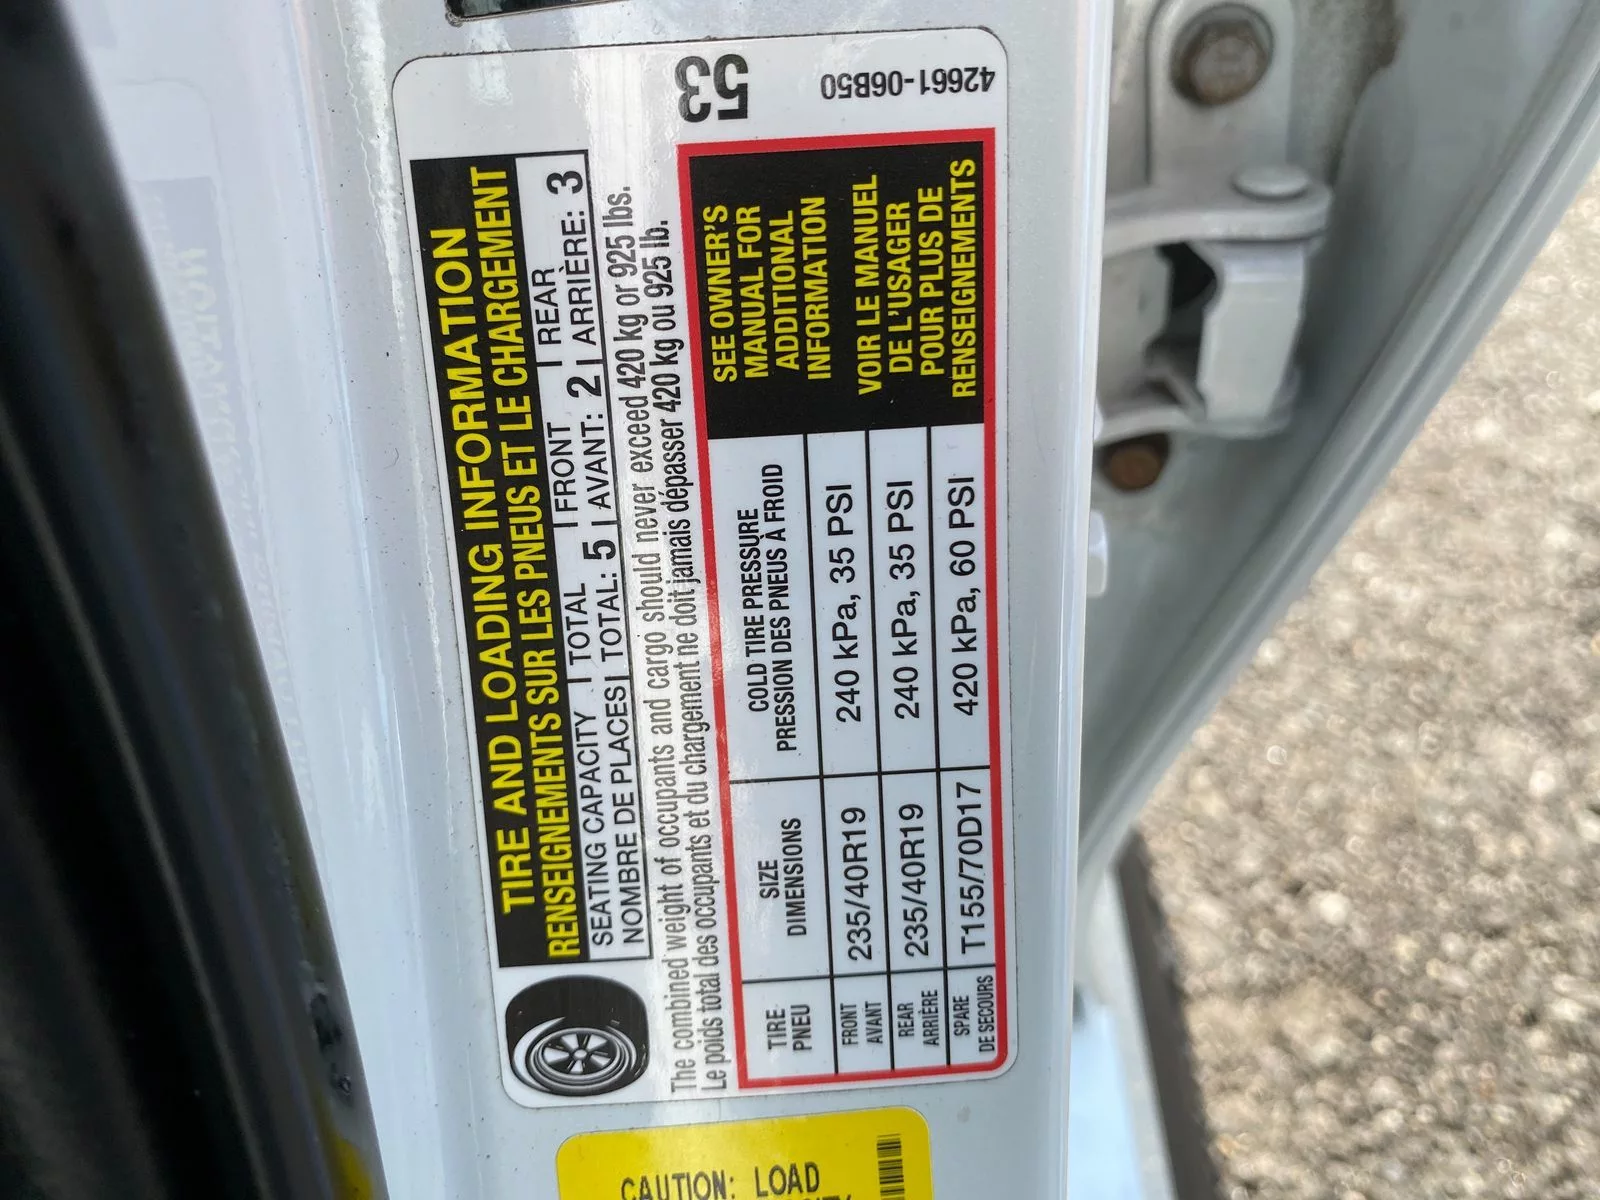 TIRE AND LOADING INFORMATION
RENSEIGNEMENTS SUR LES PNEUS ET LE CHARGEMENT
SEATING CAPACITY | TOTAL | FRONT | REAR
NOMBRE DE PLACES | TOTAL: 5 | AVANT: 2 | ARRIÈRE: 3
The combined weight of occupants and cargo should never exceed 420 kg or 925 lbs.
Le poids total des occupants et du chargement ne doit jamais dépasser 420 kg ou 925 lb.
TIRE
PNEU
SIZE
DIMENSIONS
COLD TIRE PRESSURE
PRESSION DES PNEUS À FROID
FRONT
AVANT
235/40R19
240 kPa, 35 PSI
REAR
ARRIÈRE
235/40R19
240 kPa, 35 PSI
SPARE
DE SECOURS
T155/70D17
420 kPa, 60 PSI
SEE OWNER'S
MANUAL FOR
ADDITIONAL
INFORMATION
VOIR LE MANUEL
DE L'USAGER
POUR PLUS DE
RENSEIGNEMENTS
53
42661-06B50
CAUTION: LOAD